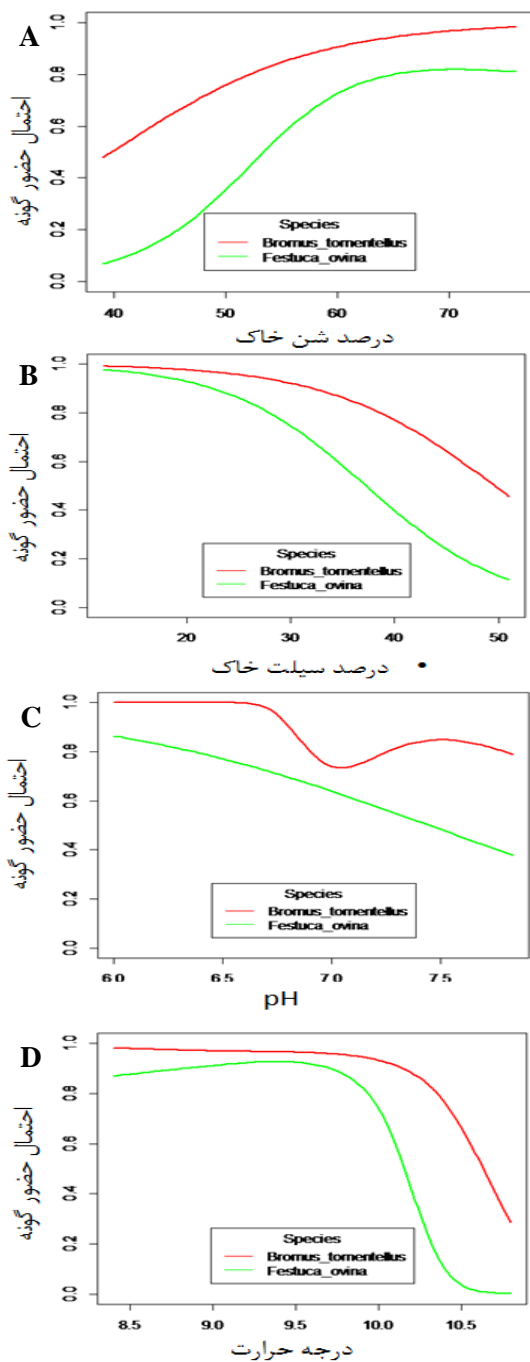 A
احتمال حضور گونه
1.0
0.8
0.6
0.4
0.2
0.0
Species
Bromus_tomentellus
Festuca_ovina
40 50 60 70
درصد شن خاک
B
احتمال حضور گونه
1.0
0.8
0.6
0.4
0.2
0.0
Species
Bromus_tomentellus
Festuca_ovina
20 30 40 50
درصد سیلت خاک •
C
احتمال حضور گونه
1.0
0.8
0.6
0.4
0.2
0.0
Species
Bromus_tomentellus
Festuca_ovina
6.0 6.5 7.0 7.5
pH
D
احتمال حضور گونه
1.0
0.8
0.6
0.4
0.2
0.0
Species
Bromus_tomentellus
Festuca_ovina
8.5 9.0 9.5 10.0 10.5
درجه حرارت